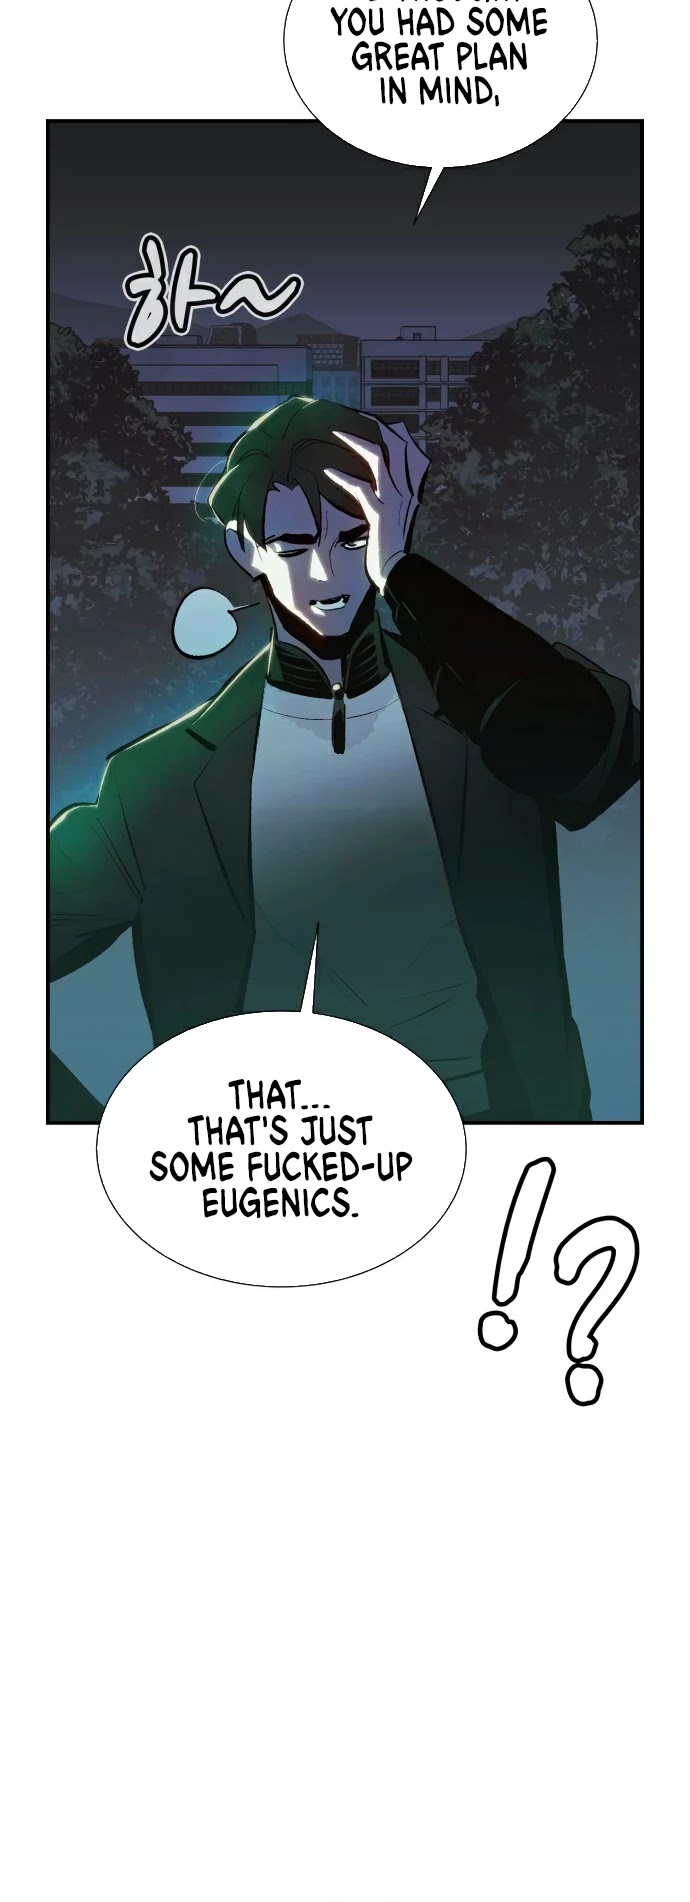 YOU HAD SOME
GREAT PLAN
IN MIND,
하~
THAT...
THAT'S JUST
SOME FUCKED-UP
EUGENICS.
!?